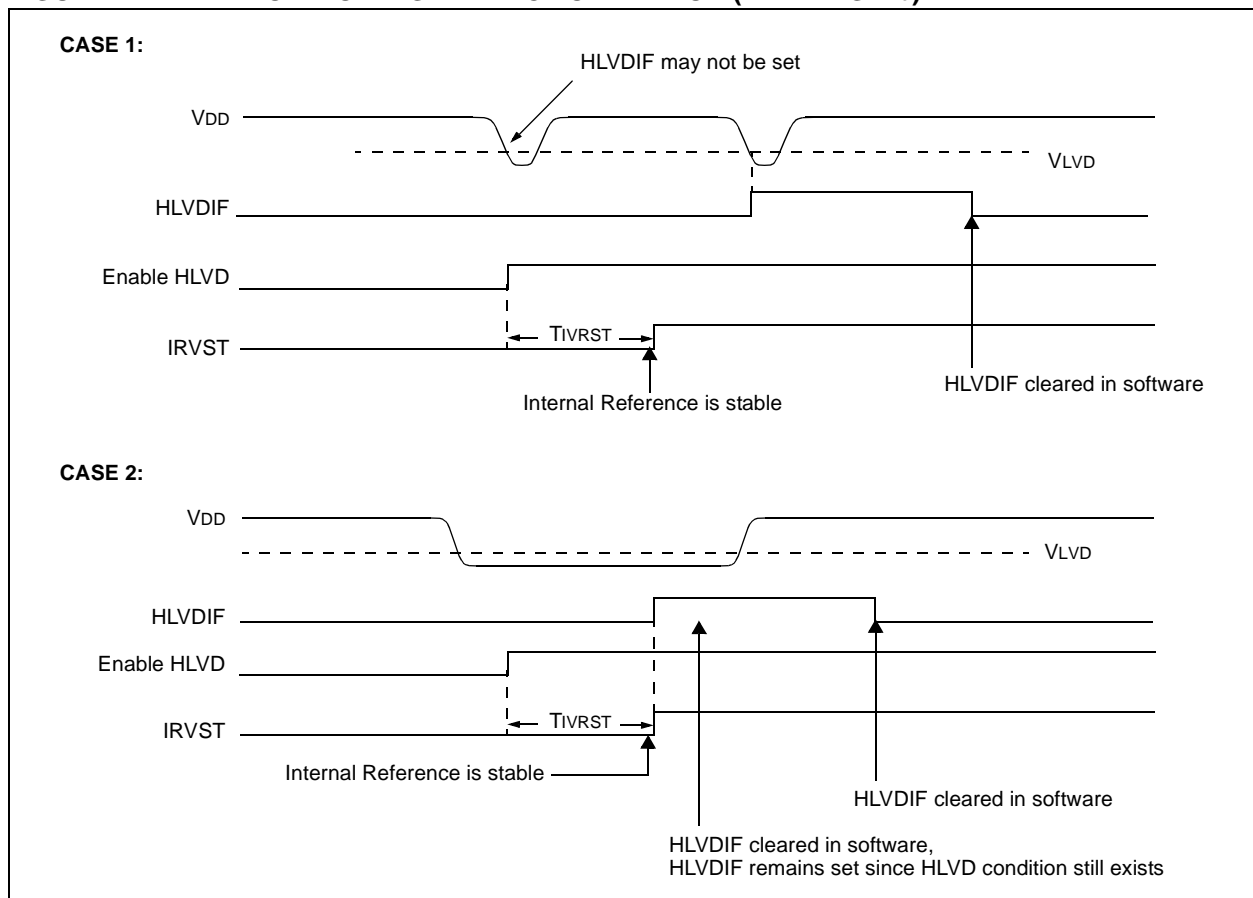 CASE 1:
HLVDIF may not be set
VDD
VLVD
HLVDIF
Enable HLVD
TIVRST
IRVST
HLVDIF cleared in software
Internal Reference is stable
CASE 2:
VDD
VLVD
HLVDIF
Enable HLVD
TIVRST
IRVST
Internal Reference is stable
HLVDIF cleared in software
HLVDIF cleared in software,
HLVDIF remains set since HLVD condition still exists